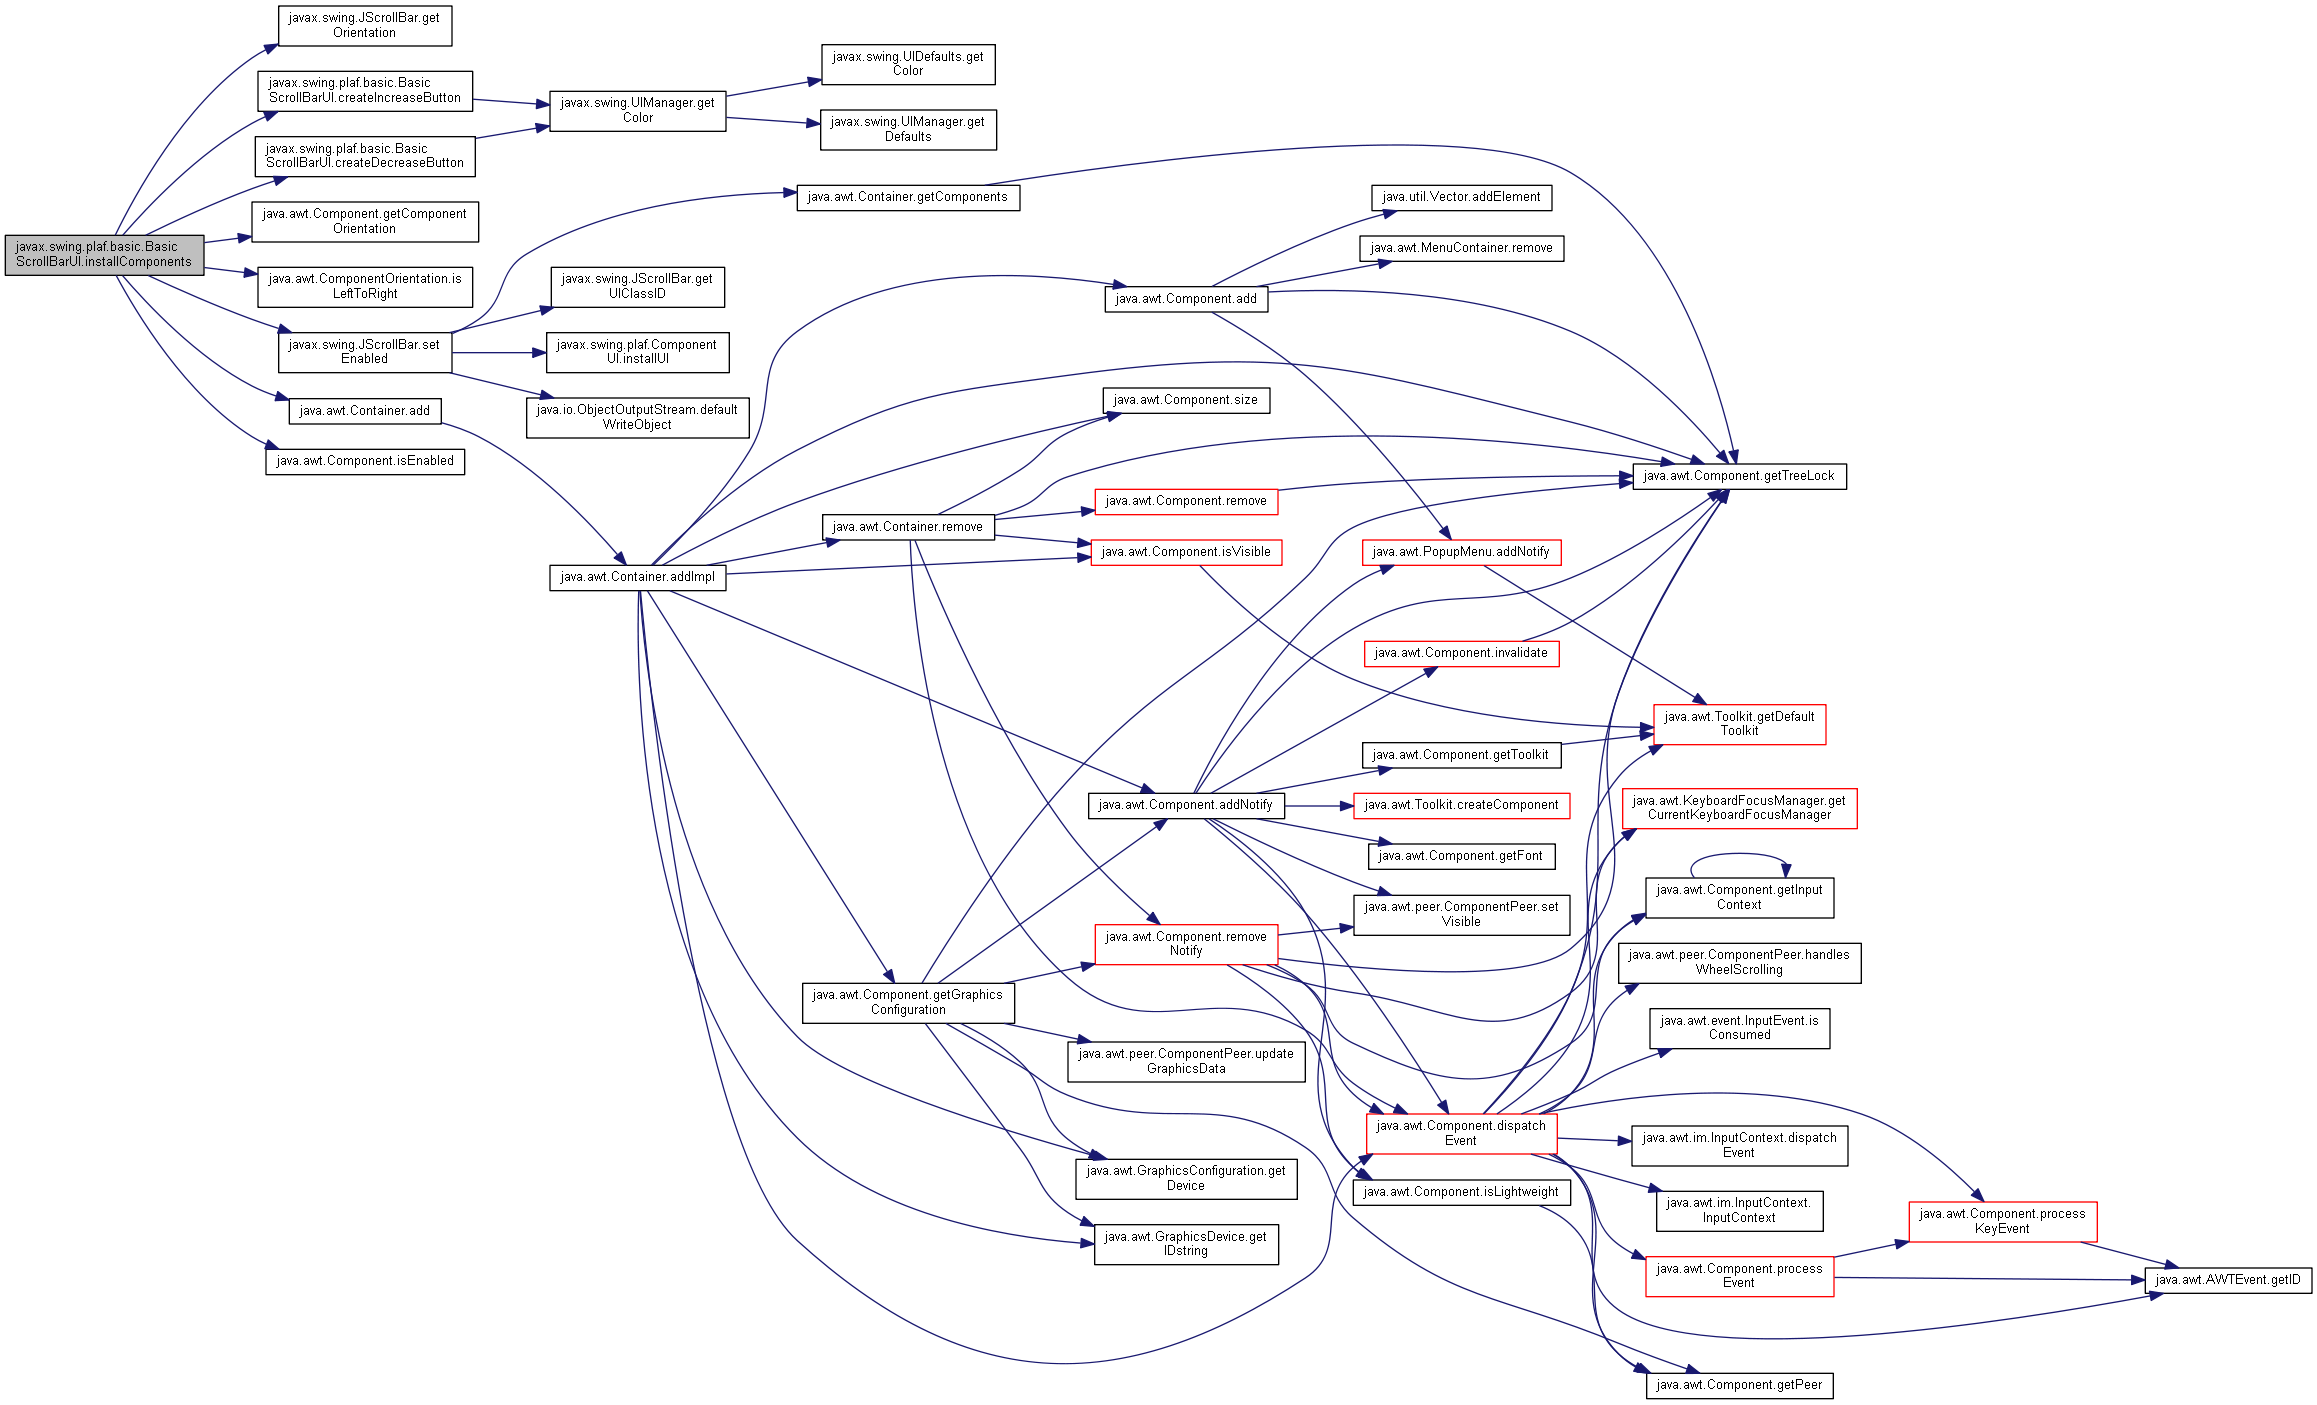 javax.swing.plaf.basic.Basic
ScrollBarUI.installComponents
javax.swing.JScrollBar.get
Orientation
javax.swing.plaf.basic.Basic
ScrollBarUI.createIncreaseButton
javax.swing.plaf.basic.Basic
ScrollBarUI.createDecreaseButton
java.awt.Component.getComponent
Orientation
java.awt.ComponentOrientation.is
LeftToRight
javax.swing.JScrollBar.set
Enabled
java.awt.Container.add
java.awt.Component.isEnabled
javax.swing.UIManager.get
Color
javax.swing.JScrollBar.get
UIClassID
javax.swing.plaf.Component
UI.installUI
java.io.ObjectOutputStream.default
WriteObject
java.awt.Container.addImpl
javax.swing.UIDefaults.get
Color
javax.swing.UIManager.get
Defaults
java.awt.Container.getComponents
java.awt.Container.remove
java.awt.Component.getGraphics
Configuration
java.awt.Component.add
java.awt.Component.size
java.awt.Component.remove
java.awt.Component.isVisible
java.awt.Component.addNotify
java.awt.Component.remove
Notify
java.awt.peer.ComponentPeer.update
GraphicsData
java.awt.GraphicsConfiguration.get
Device
java.awt.GraphicsDevice.get
IDstring
java.util.Vector.addElement
java.awt.MenuContainer.remove
java.awt.PopupMenu.addNotify
java.awt.Component.invalidate
java.awt.Component.getToolkit
java.awt.Toolkit.createComponent
java.awt.Component.getFont
java.awt.peer.ComponentPeer.set
Visible
java.awt.Component.dispatch
Event
java.awt.Component.isLightweight
java.awt.Component.getTreeLock
java.awt.Toolkit.getDefault
Toolkit
java.awt.KeyboardFocusManager.get
CurrentKeyboardFocusManager
java.awt.Component.getInput
Context
java.awt.peer.ComponentPeer.handles
WheelScrolling
java.awt.event.InputEvent.is
Consumed
java.awt.im.InputContext.dispatch
Event
java.awt.im.InputContext.
InputContext
java.awt.Component.process
Event
java.awt.Component.getPeer
java.awt.Component.process
KeyEvent
java.awt.AWTEvent.getID